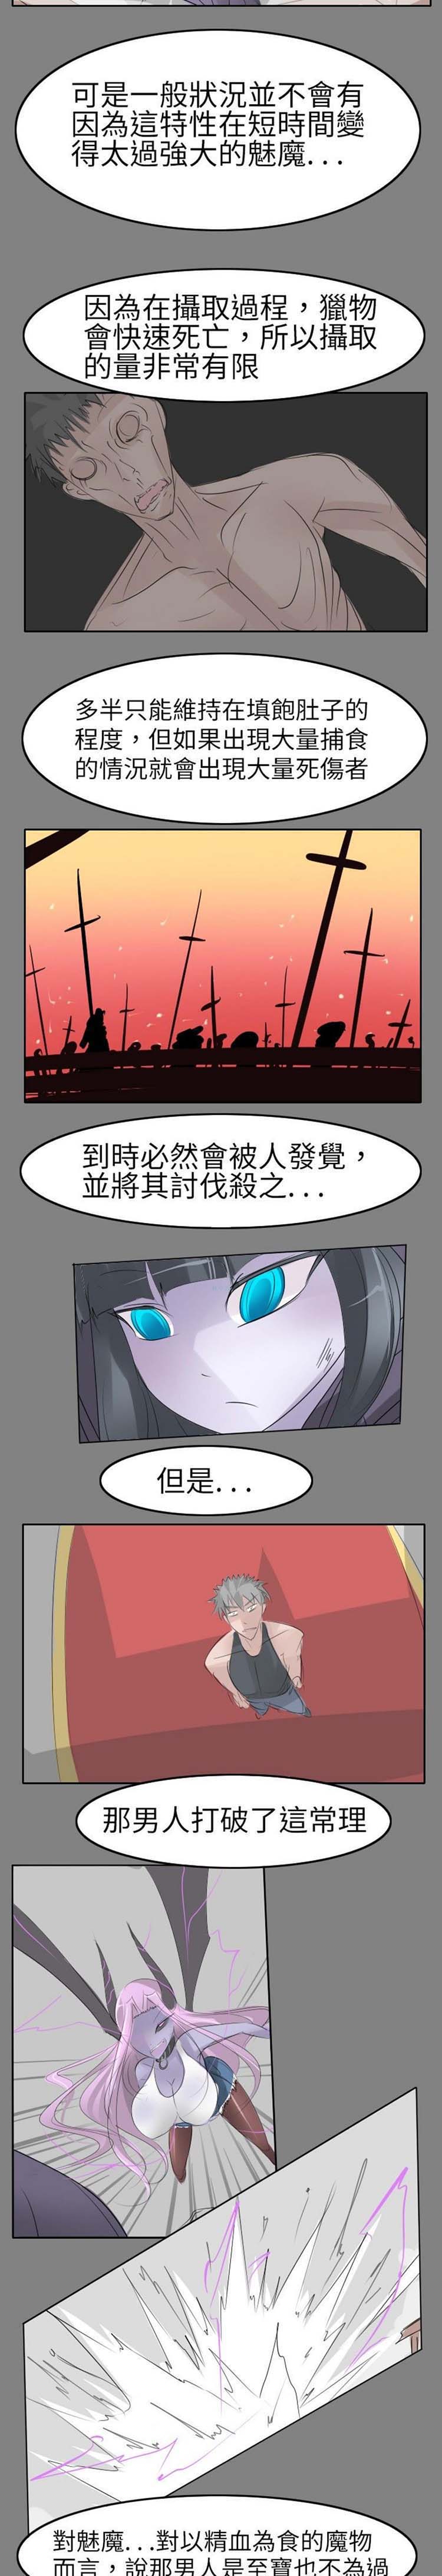 可是一般狀況並不會有
因為這特性在短時間變
得太過強大的魅魔...
因為在攝取過程，獵物
會快速死亡，所以攝取
的量非常有限
多半只能維持在填飽肚子的
程度，但如果出現大量捕食
的情況就會出現大量死傷者
到時必然會被人發覺，
並將其討伐殺之...
但是...
那男人打破了這常理
對魅魔...對以精血為食的魔物
而言，說那男人是至寶也不為過